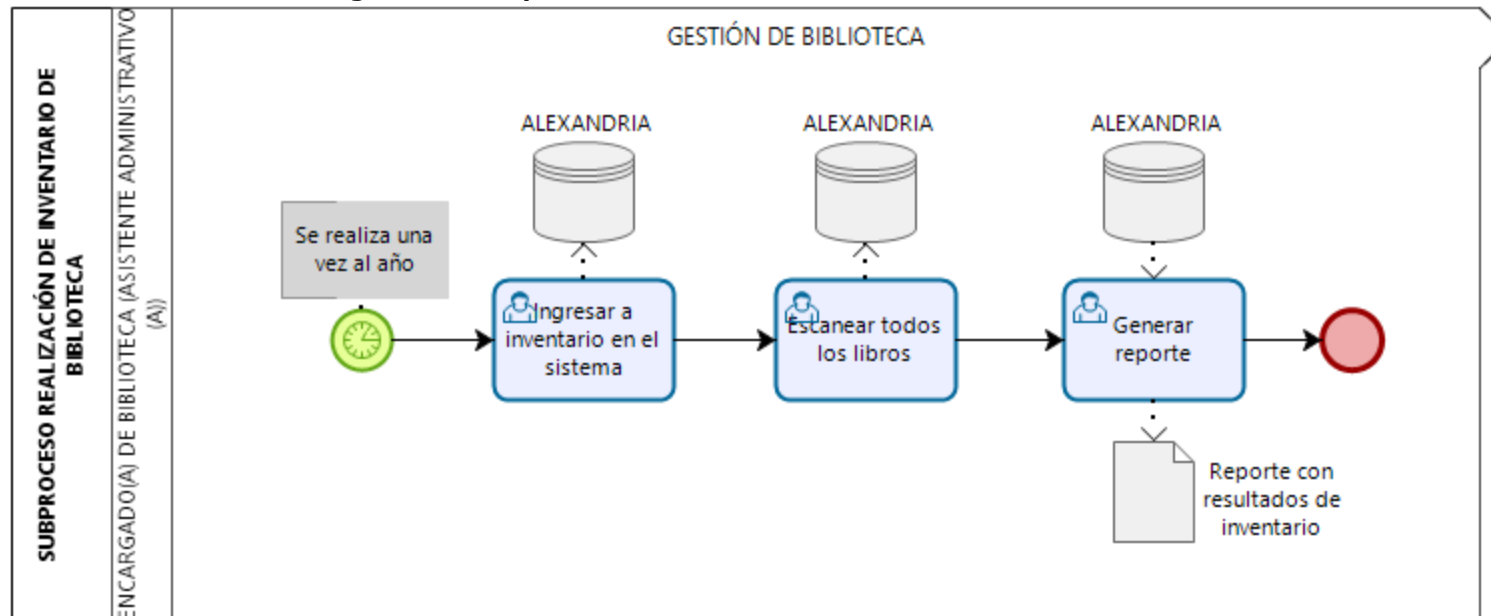 GESTIÓN DE BIBLIOTECA
SUBPROCESO REALIZACIÓN DE INVENTARIO DE
BIBLIOTECA
ENCARGADO(A) DE BIBLIOTECA (ASISTENTE ADMINISTRATIVO
(A))
ALEXANDRIA
ALEXANDRIA
ALEXANDRIA
Se realiza una
vez al año
Ingresar a
inventario en el
sistema
Escanear todos
los libros
Generar
reporte
Reporte con
resultados de
inventario